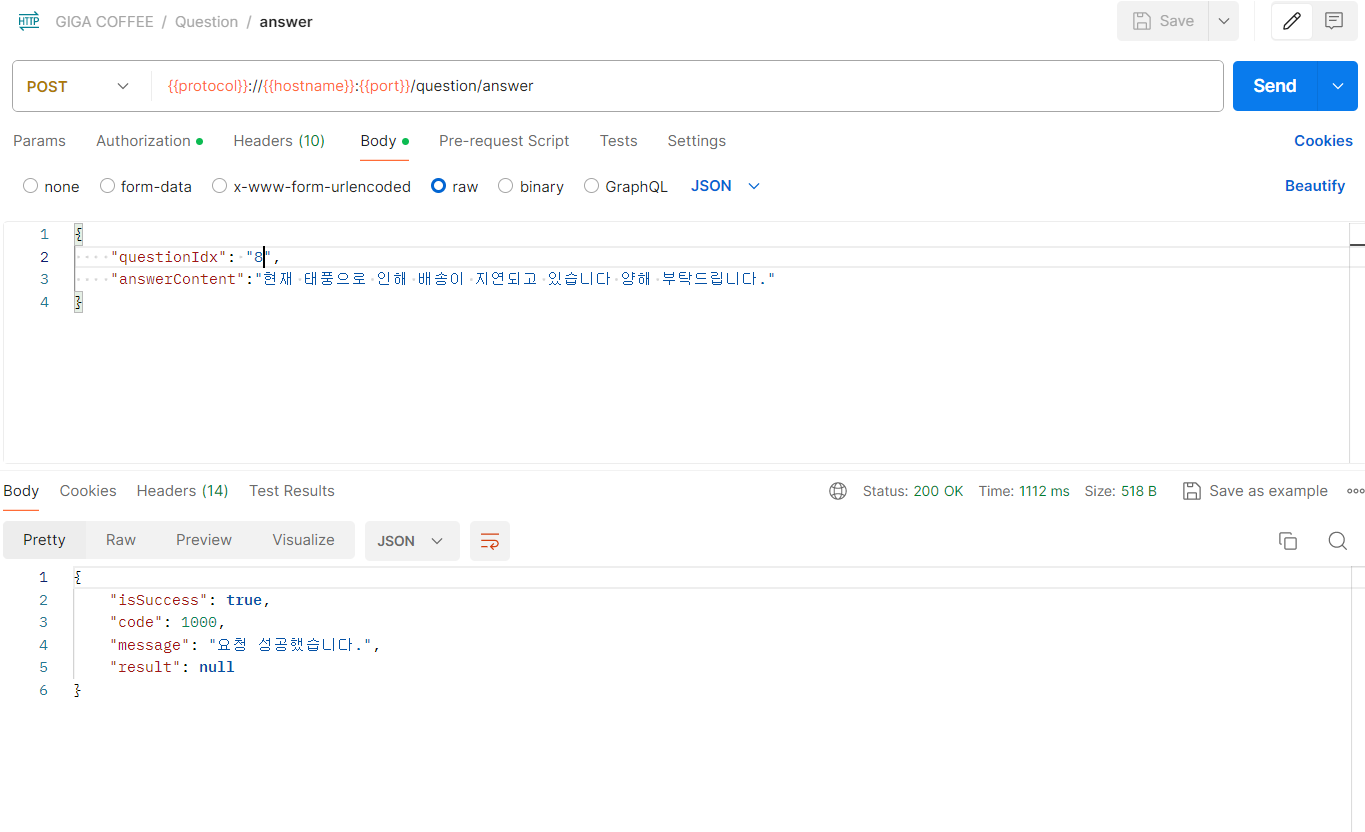 HTTP GIGA COFFEE / Question / answer Save
POST {{protocol}}://{{hostname}}:{{port}}/question/answer Send
Params Authorization Headers (10) Body Pre-request Script Tests Settings Cookies
none form-data x-www-form-urlencoded raw binary GraphQL JSON Beautify
1 {
2 "questionIdx": "8",
3 "answerContent":"현재 태풍으로 인해 배송이 지연되고 있습니다 양해 부탁드립니다."
4 }
Body Cookies Headers (14) Test Results Status: 200 OK Time: 1112 ms Size: 518 B Save as example
Pretty Raw Preview Visualize JSON
1 {
2 "isSuccess": true,
3 "code": 1000,
4 "message": "요청 성공했습니다.",
5 "result": null
6 }